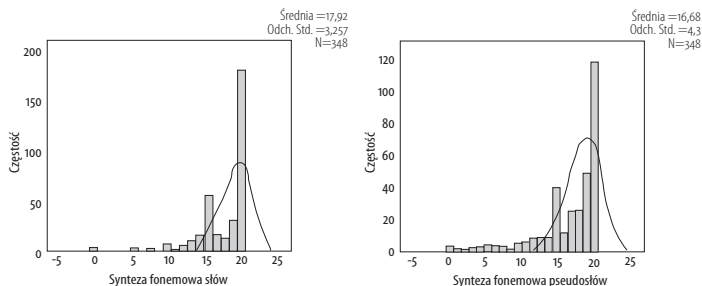 Średnia =17,92
Odch. Std. =3,257
N=348
200
150
100
50
0
Częstość
-5 0 5 10 15 20 25
Synteza fonemowa słów
Średnia =16,68
Odch. Std. =4,3
N=348
120
100
80
60
40
20
0
Częstość
-5 0 5 10 15 20 25
Synteza fonemowa pseudosłów